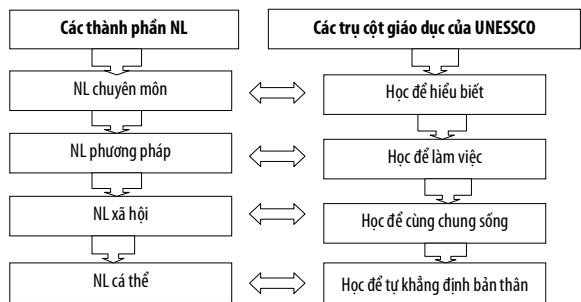 Các thành phần NL
Các trụ cột giáo dục của UNESSCO
NL chuyên môn
Học để hiểu biết
NL phương pháp
Học để làm việc
NL xã hội
Học để cùng chung sống
NL cá thể
Học để tự khẳng định bản thân